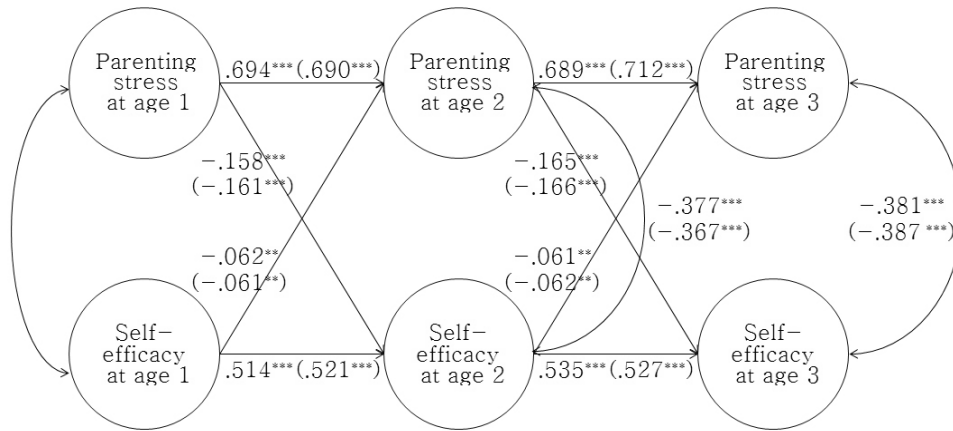 Parenting
stress
at age 1
.694***(.690***)
Parenting
stress
at age 2
.689***(.712***)
Parenting
stress
at age 3
−.158***
(−.161***)
−.165***
(−.166***)
−.377***
(−.367***)
−.381***
(−.387 ***)
−.062**
(−.061**)
−.061**
(−.062**)
Self-
efficacy
at age 1
.514***(.521***)
Self-
efficacy
at age 2
.535***(.527***)
Self-
efficacy
at age 3